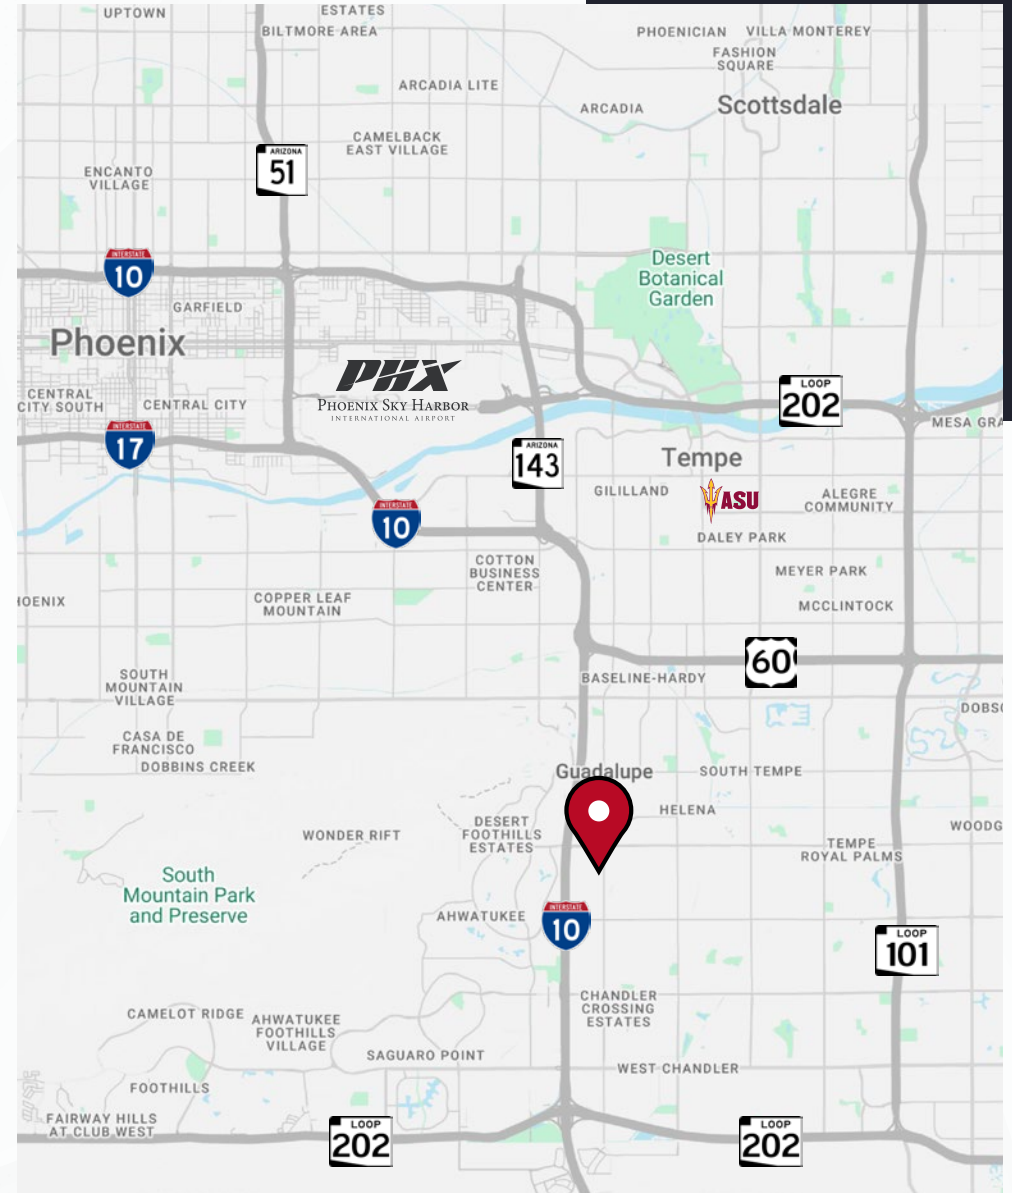 UPTOWN
ESTATES
BILTMORE AREA
PHOENICIAN
VILLA MONTEREY
FASHION
SQUARE
ARCADIA LITE
ARCADIA
Scottsdale
CAMELBACK
EAST VILLAGE
ARIZONA
51
ENCANTO
VILLAGE
INTERSTATE
10
Desert
Botanical
Garden
GARFIELD
Phoenix
PHX
PHOENIX SKY HARBOR
INTERNATIONAL AIRPORT
CENTRAL
CITY SOUTH
CENTRAL CITY
LOOP
202
MESA GRA
INTERSTATE
17
ARIZONA
143
Tempe
GILILLAND
ASU
ALEGRE
COMMUNITY
INTERSTATE
10
DALEY PARK
COTTON
BUSINESS
CENTER
MEYER PARK
HOENIX
COPPER LEAF
MOUNTAIN
MCCLINTOCK
60
SOUTH
MOUNTAIN
VILLAGE
BASELINE-HARDY
DOBS
CASA DE
FRANCISCO
DOBBINS CREEK
Guadalupe
SOUTH TEMPE
HELENA
WONDER RIFT
DESERT
FOOTHILLS
ESTATES
WOODG
TEMPE
ROYAL PALMS
South
Mountain Park
and Preserve
AHWATUKEE
INTERSTATE
10
LOOP
101
CAMELOT RIDGE
AHWATUKEE
FOOTHILLS
VILLAGE
CHANDLER
CROSSING
ESTATES
SAGUARO POINT
WEST CHANDLER
FOOTHILLS
FAIRWAY HILLS
AT CLUB WEST
LOOP
202
LOOP
202